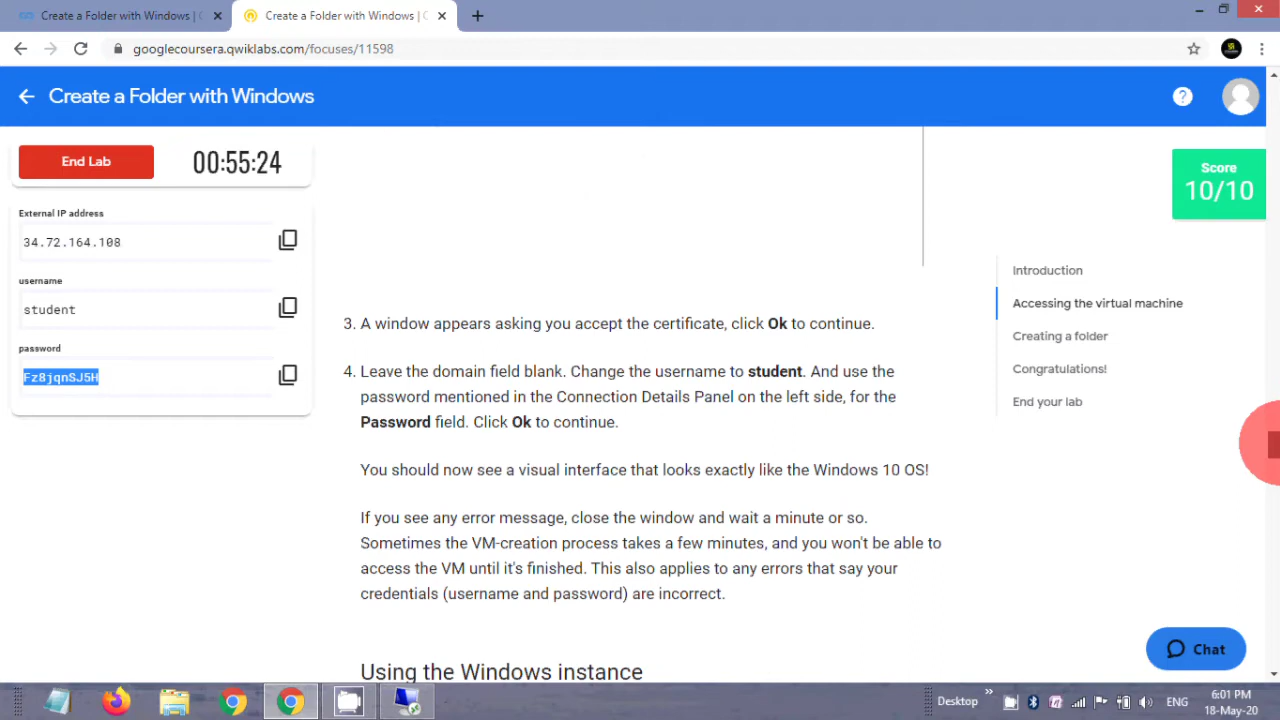 Create a Folder with Windows | C
Create a Folder with Windows | C
googlecoursera.qwiklabs.com/focuses/11598
Create a Folder with Windows
End Lab
00:55:24
External IP address
34.72.164.108
username
student
password
Fz8jqnSJ5H
Score
10/10
Introduction
Accessing the virtual machine
Creating a folder
Congratulations!
End your lab
3. A window appears asking you accept the certificate, click Ok to continue.
4. Leave the domain field blank. Change the username to student. And use the
password mentioned in the Connection Details Panel on the left side, for the
Password field. Click Ok to continue.
You should now see a visual interface that looks exactly like the Windows 10 OS!
If you see any error message, close the window and wait a minute or so.
Sometimes the VM-creation process takes a few minutes, and you won't be able to
access the VM until it's finished. This also applies to any errors that say your
credentials (username and password) are incorrect.
Using the Windows instance
Chat
Desktop
ENG
6:01 PM
18-May-20